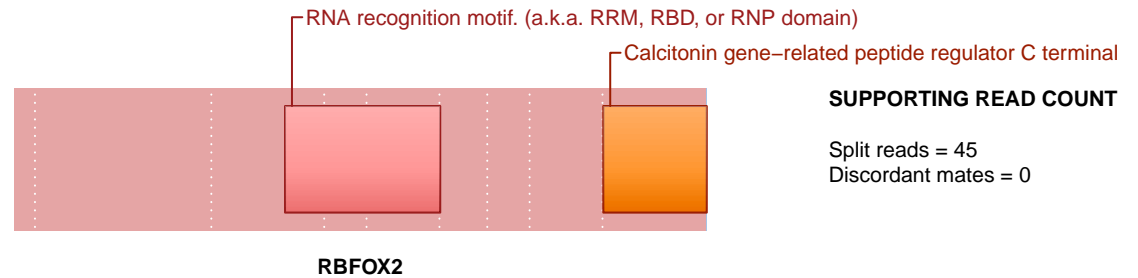 RNA recognition motif. (a.k.a. RRM, RBD, or RNP domain)
Calcitonin gene−related peptide regulator C terminal
SUPPORTING READ COUNT
Split reads = 45
Discordant mates = 0
RBFOX2